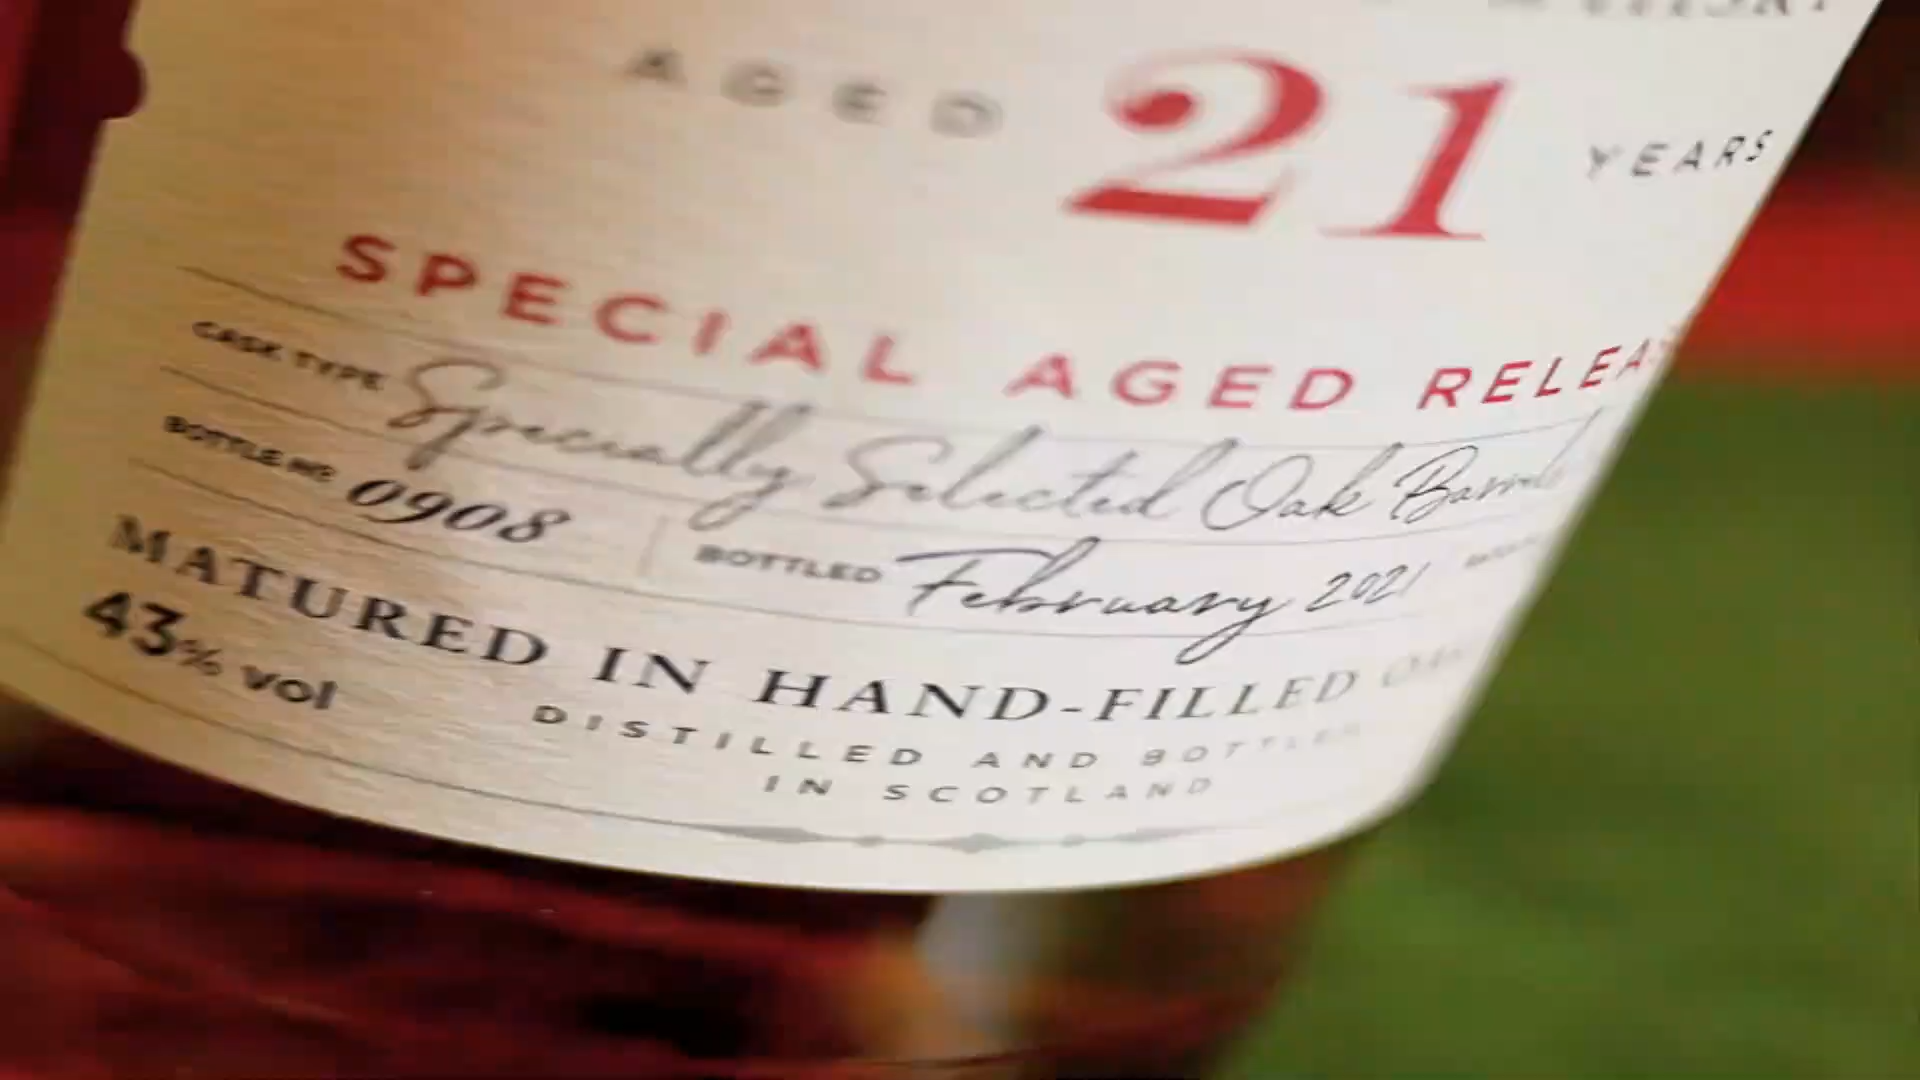 AGED 21 YEARS
SPECIAL AGED RELEA
CASK TYPE Specially Selected Oak Barrels
BOTTLE Nº 0908 BOTTLED February 2021
MATURED IN HAND-FILLED
43% vol
DISTILLED AND BOTTLED
IN SCOTLAND